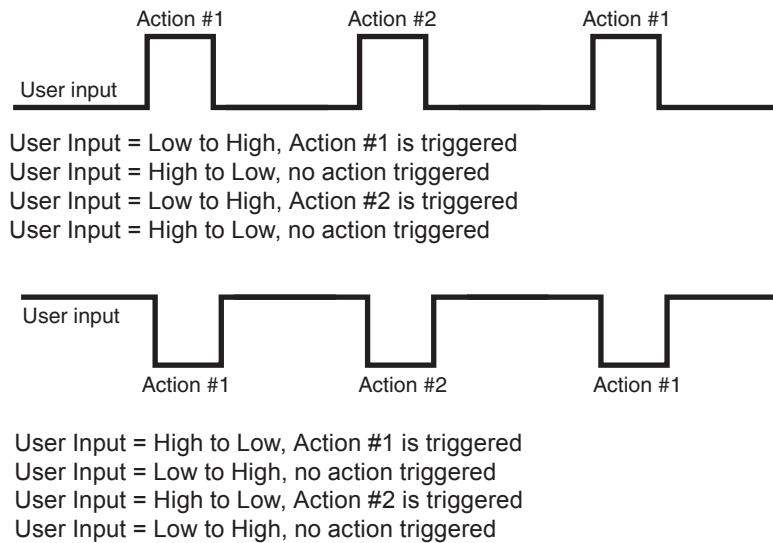 Action #1 Action #2 Action #1
User input
User Input = Low to High, Action #1 is triggered
User Input = High to Low, no action triggered
User Input = Low to High, Action #2 is triggered
User Input = High to Low, no action triggered
User input
Action #1 Action #2 Action #1
User Input = High to Low, Action #1 is triggered
User Input = Low to High, no action triggered
User Input = High to Low, Action #2 is triggered
User Input = Low to High, no action triggered